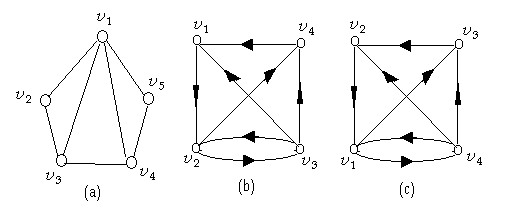 v₁ v₁ v₄ v₂ v₃
v₂ v₅
v₃ v₄ v₂ v₃ v₁ v₄
(a) (b) (c)